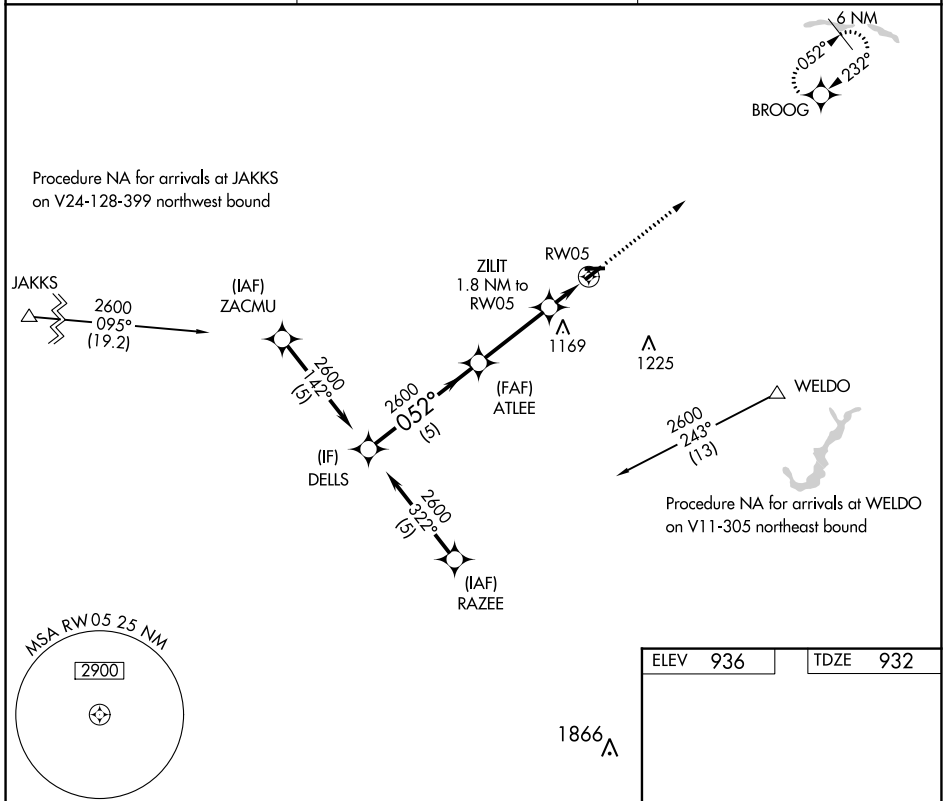 6 NM
052°
232°
BROOG
Procedure NA for arrivals at JAKKS
on V24-128-399 northwest bound
JAKKS
2600
095°
(19.2)
(IAF)
ZACMU
2600
142°
(5)
ZILIT
1.8 NM to
RW05
RW05
1169
1225
(FAF)
ATLEE
2600
052°
(5)
(IF)
DELLS
WELDO
2600
243°
(13)
Procedure NA for arrivals at WELDO
on V11-305 northeast bound
2600
322°
(5)
(IAF)
RAZEE
MSA RW05 25 NM
2900
ELEV 936
TDZE 932
1866